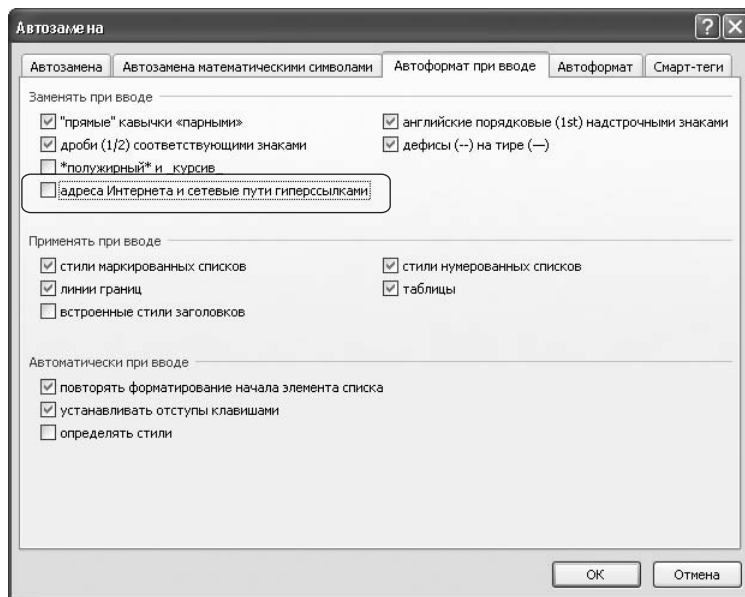 Автозамена
Автозамена Автозамена математическими символами Автоформат при вводе Автоформат Смарт-теги
Заменять при вводе
"прямые" кавычки «парными» английские порядковые (1st) надстрочными знаками
дроби (1/2) соответствующими знаками дефисы (--) на тире (—)
*полужирный* и _курсив_
адреса Интернета и сетевые пути гиперссылками
Применять при вводе
стили маркированных списков стили нумерованных списков
линии границ таблицы
встроенные стили заголовков
Автоматически при вводе
повторять форматирование начала элемента списка
устанавливать отступы клавишами
определять стили
ОК Отмена